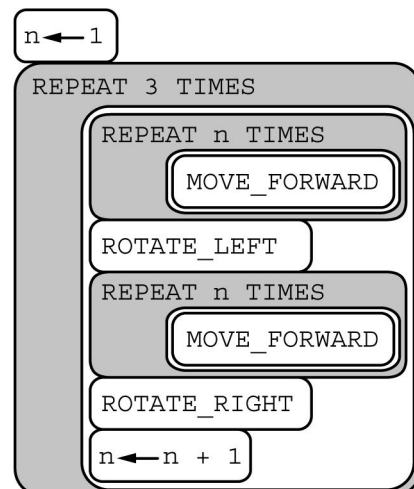 n ← 1
REPEAT 3 TIMES
REPEAT n TIMES
MOVE_FORWARD
ROTATE_LEFT
REPEAT n TIMES
MOVE_FORWARD
ROTATE_RIGHT
n ← n + 1